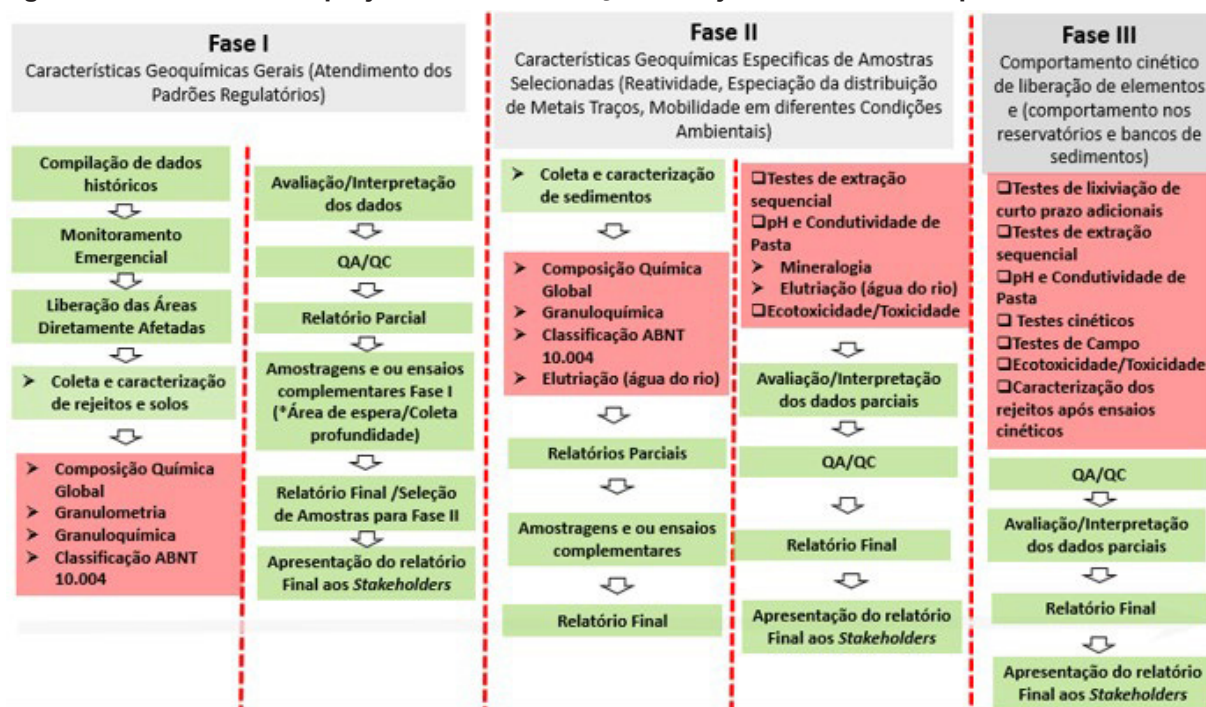 Fase I
Características Geoquímicas Gerais (Atendimento dos
Padrões Regulatórios)
Compilação de dados
históricos
Monitoramento
Emergencial
Liberação das Áreas
Diretamente Afetadas
➤ Coleta e caracterização
de rejeitos e solos
➤ Composição Química
Global
➤ Granulometria
➤ Granuloquímica
➤ Classificação ABNT
10.004
Avaliação/Interpretação
dos dados
QA/QC
Relatório Parcial
Amostragens e ou ensaios
complementares Fase I
(*Área de espera/Coleta
profundidade)
Relatório Final /Seleção
de Amostras para Fase II
Apresentação do relatório
Final aos Stakeholders
Fase II
Características Geoquímicas Especificas de Amostras
Selecionadas (Reatividade, Especiação da distribuição
de Metais Traços, Mobilidade em diferentes Condições
Ambientais)
➤ Coleta e caracterização
de sedimentos
➤ Composição Química
Global
➤ Granuloquímica
➤ Classificação ABNT
10.004
➤ Elutriação (água do rio)
Relatórios Parciais
Amostragens e ou ensaios
complementares
Relatório Final
❑Testes de extração
sequencial
❑pH e Condutividade de
Pasta
➤ Mineralogia
➤ Elutriação (água do rio)
❑Ecotoxicidade/Toxicidade
Avaliação/Interpretação
dos dados parciais
QA/QC
Relatório Final
Apresentação do relatório
Final aos Stakeholders
Fase III
Comportamento cinético
de liberação de elementos
e (comportamento nos
reservatórios e bancos de
sedimentos)
❑Testes de lixiviação de
curto prazo adicionais
❑Testes de extração
sequencial
❑pH e Condutividade de
Pasta
❑ Testes cinéticos
❑Testes de Campo
❑Ecotoxicidade/Toxicidade
❑Caracterização dos
rejeitos após ensaios
cinéticos
QA/QC
Avaliação/Interpretação
dos dados parciais
Relatório Final
Apresentação do relatório
Final aos Stakeholders